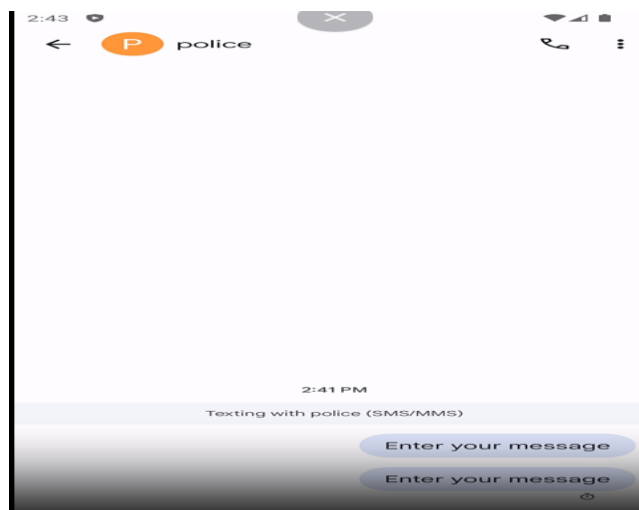 2:43
P police
2:41 PM
Texting with police (SMS/MMS)
Enter your message
Enter your message